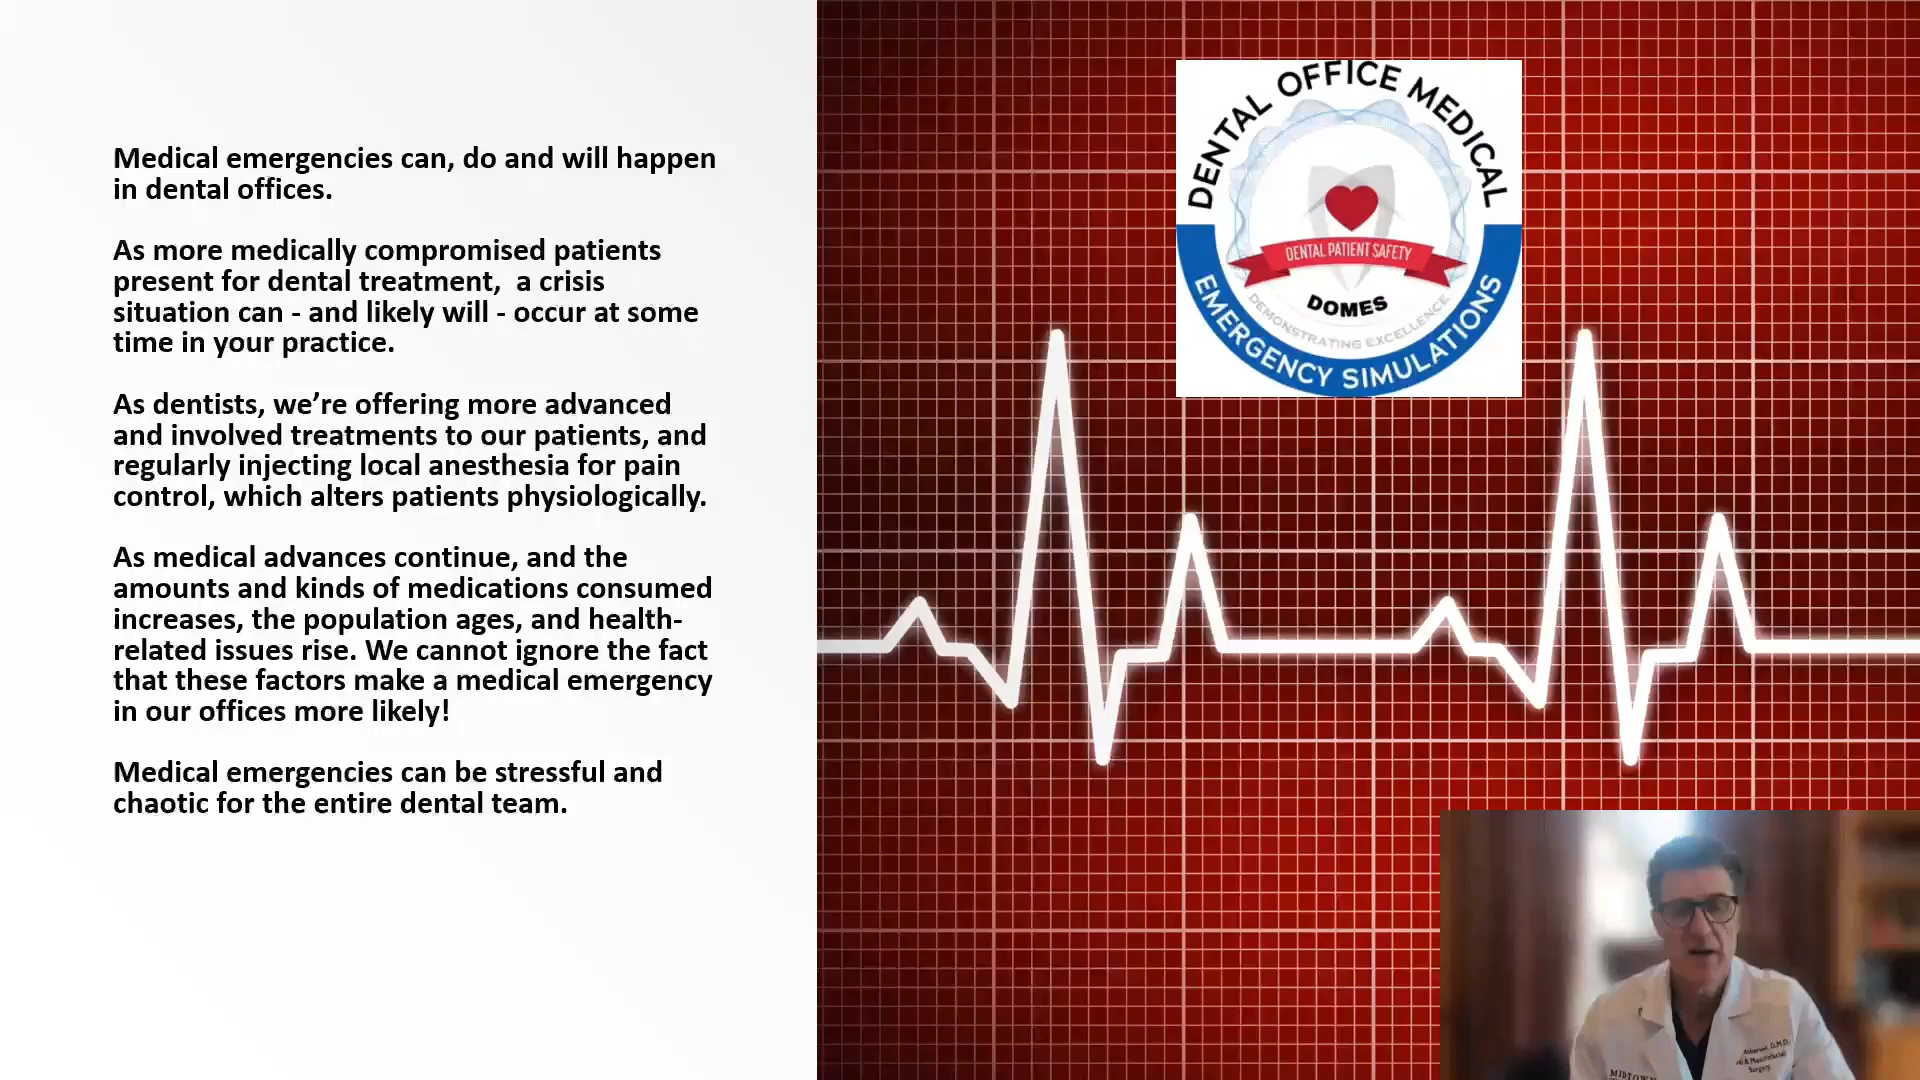 Medical emergencies can, do and will happen
in dental offices.
As more medically compromised patients
present for dental treatment,  a crisis
situation can - and likely will - occur at some
time in your practice.
As dentists, we’re offering more advanced
and involved treatments to our patients, and
regularly injecting local anesthesia for pain
control, which alters patients physiologically.
As medical advances continue, and the
amounts and kinds of medications consumed
increases, the population ages, and health-
related issues rise. We cannot ignore the fact
that these factors make a medical emergency
in our offices more likely!
Medical emergencies can be stressful and
chaotic for the entire dental team.
DENTAL OFFICE MEDICAL
DENTAL PATIENT SAFETY
DOMES
DEMONSTRATING EXCELLENCE
EMERGENCY SIMULATIONS
D.M.D.
Surgery
MIDTOWN